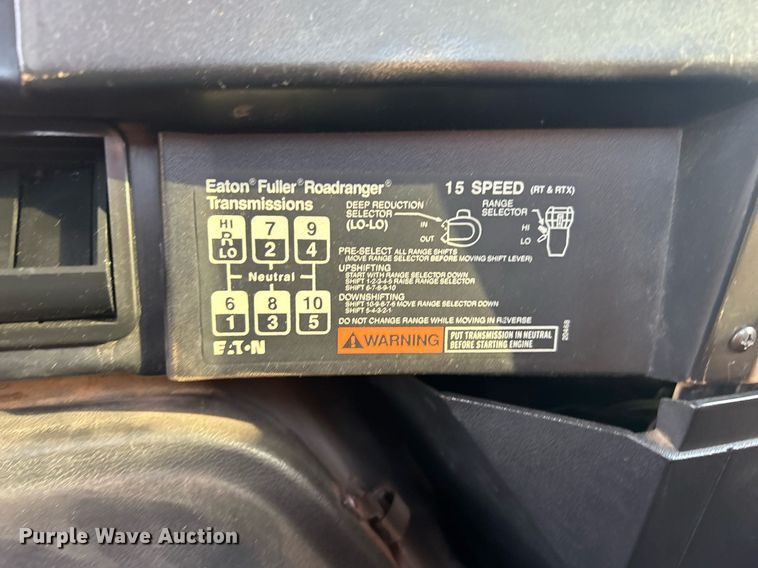 Eaton® Fuller® Roadranger® 15 SPEED (RT & RTX)
Transmissions
DEEP REDUCTION
SELECTOR
(LO-LO)
IN
OUT
RANGE
SELECTOR
HI
LO
HI
R
LO
7
2
9
4
Neutral
6
1
8
3
10
5
PRE-SELECT ALL RANGE SHIFTS
(MOVE RANGE SELECTOR BEFORE MOVING SHIFT LEVER)
UPSHIFTING
START WITH RANGE SELECTOR DOWN
SHIFT 1-2-3-4-5 RAISE RANGE SELECTOR
SHIFT 6-7-8-9-10
DOWNSHIFTING
SHIFT 10-9-8-7-6 MOVE RANGE SELECTOR DOWN
SHIFT 5-4-3-2-1
DO NOT CHANGE RANGE WHILE MOVING IN REVERSE
EATON
WARNING
PUT TRANSMISSION IN NEUTRAL
BEFORE STARTING ENGINE
20468
Purple Wave Auction